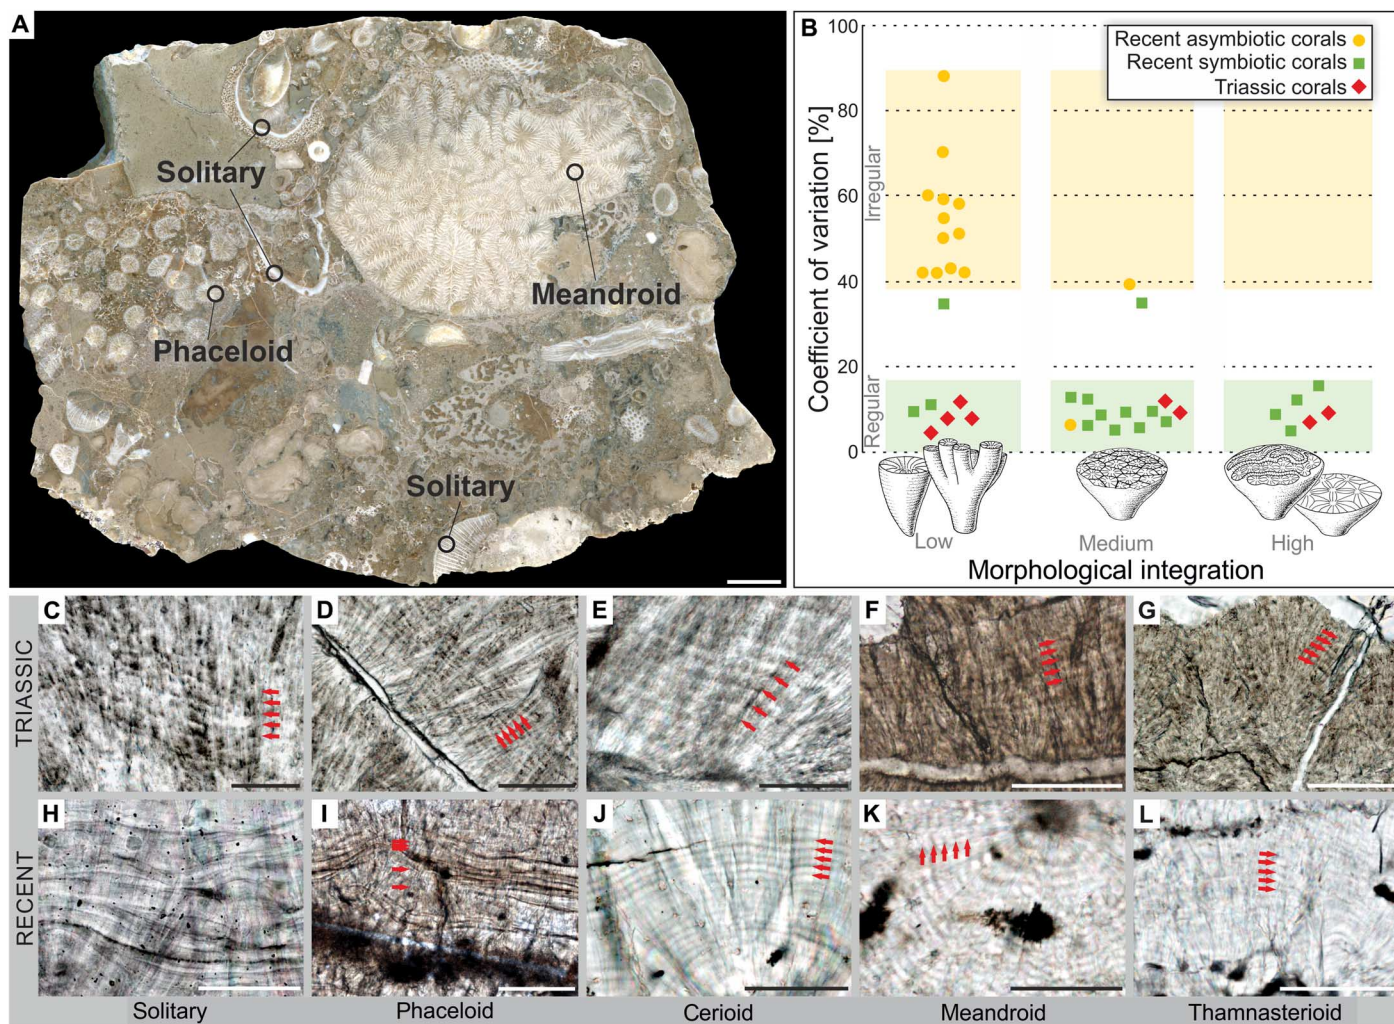 A
Solitary
Meandroid
Phaceloid
Solitary
B
100
80
60
40
20
0
Coefficient of variation [%]
Irregular
Regular
Recent asymbiotic corals
Recent symbiotic corals
Triassic corals
Low
Medium
High
Morphological integration
TRIASSIC
C
D
E
F
G
RECENT
H
I
J
K
L
Solitary
Phaceloid
Cerioid
Meandroid
Thamnasterioid